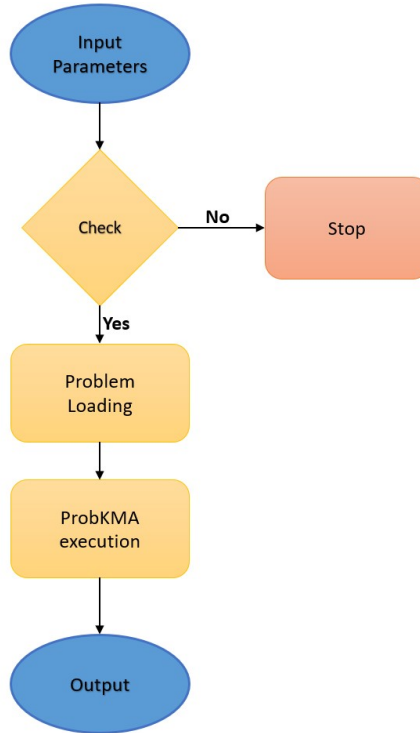 Input
Parameters
Check
No
Stop
Yes
Problem
Loading
ProbKMA
execution
Output